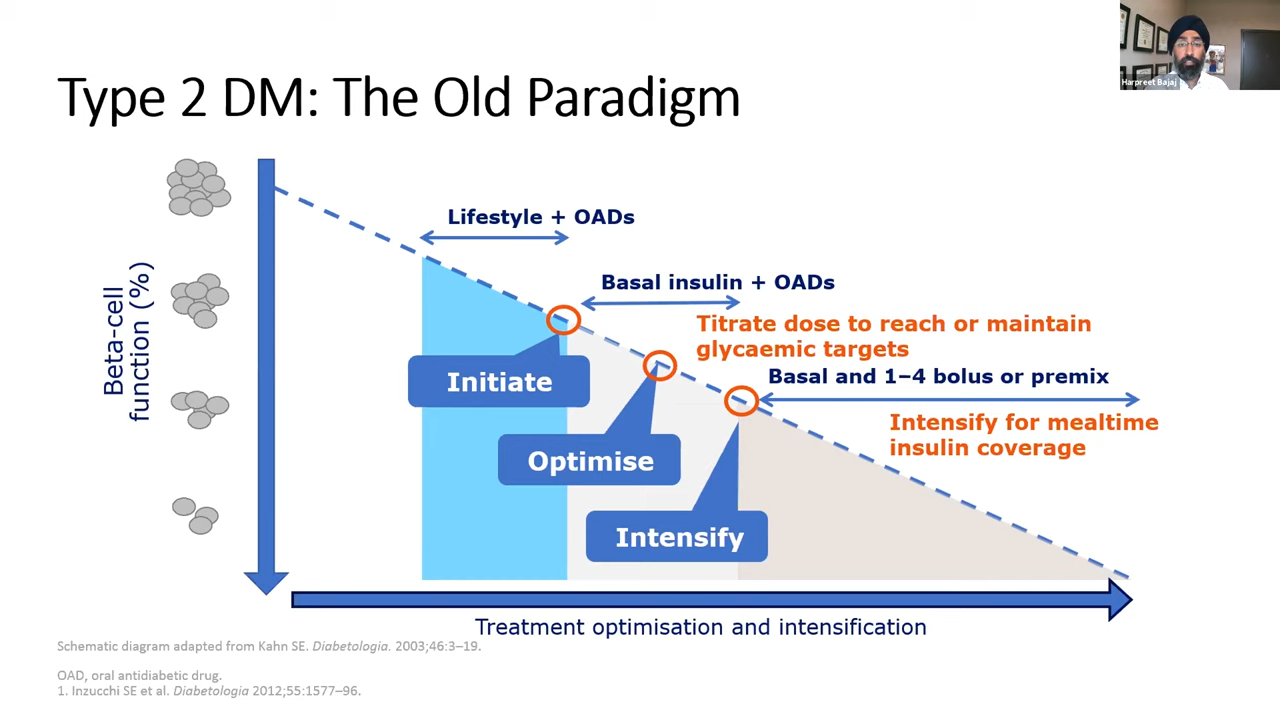 Harpreet Bajaj
Type 2 DM: The Old Paradigm
Beta-cell
function (%)
Lifestyle + OADs
Basal insulin + OADs
Titrate dose to reach or maintain
glycaemic targets
Basal and 1–4 bolus or premix
Intensify for mealtime
insulin coverage
Initiate
Optimise
Intensify
Treatment optimisation and intensification
Schematic diagram adapted from Kahn SE. Diabetologia. 2003;46:3–19.
OAD, oral antidiabetic drug.
1. Inzucchi SE et al. Diabetologia 2012;55:1577–96.